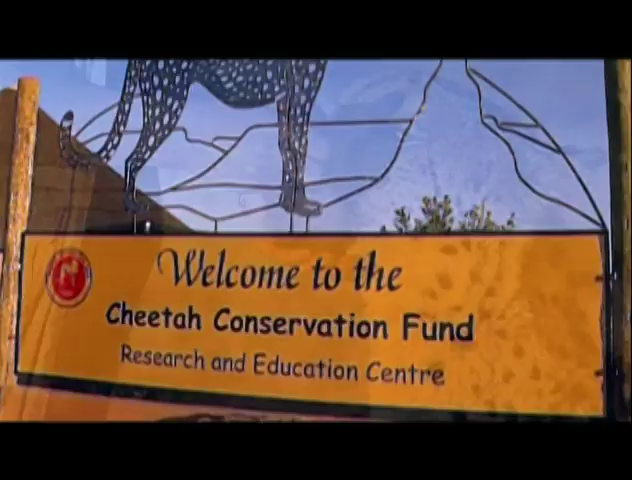 Welcome to the
Cheetah Conservation Fund
Research and Education Centre